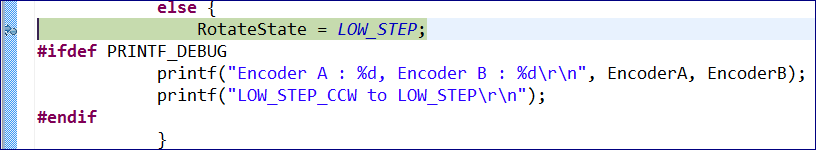 else {
RotateState = LOW_STEP;
#ifdef PRINTF_DEBUG
printf("Encoder A : %d, Encoder B : %d\r\n", EncoderA, EncoderB);
printf("LOW_STEP_CCW to LOW_STEP\r\n");
#endif
}